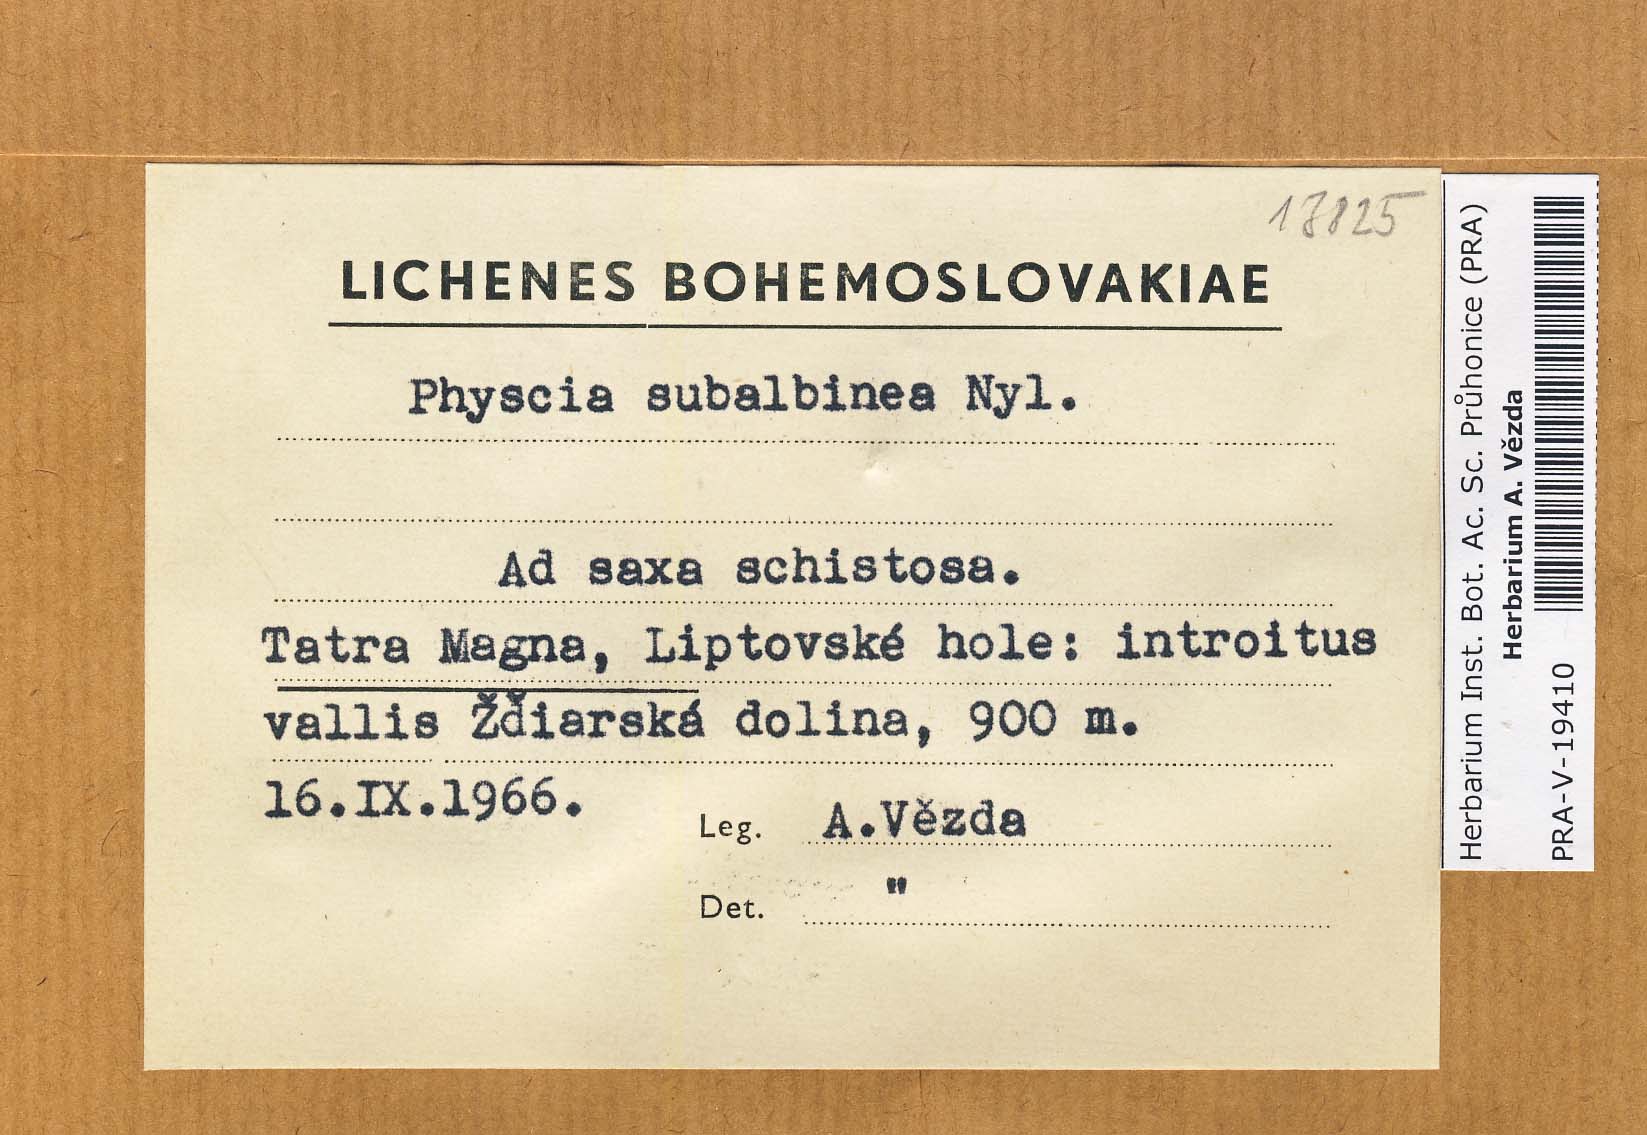 17825
LICHENES BOHEMOSLOVAKIAE
Physcia subalbinea Nyl.
Ad saxa schistosa.
Tatra Magna, Liptovské hole: introitus
vallis Žďiarská dolina, 900 m.
16.IX.1966.
Leg. A.Vězda
Det. "
Herbarium Inst. Bot. Ac. Sc. Průhonice (PRA)
Herbarium A. Vězda
PRA-V-19410